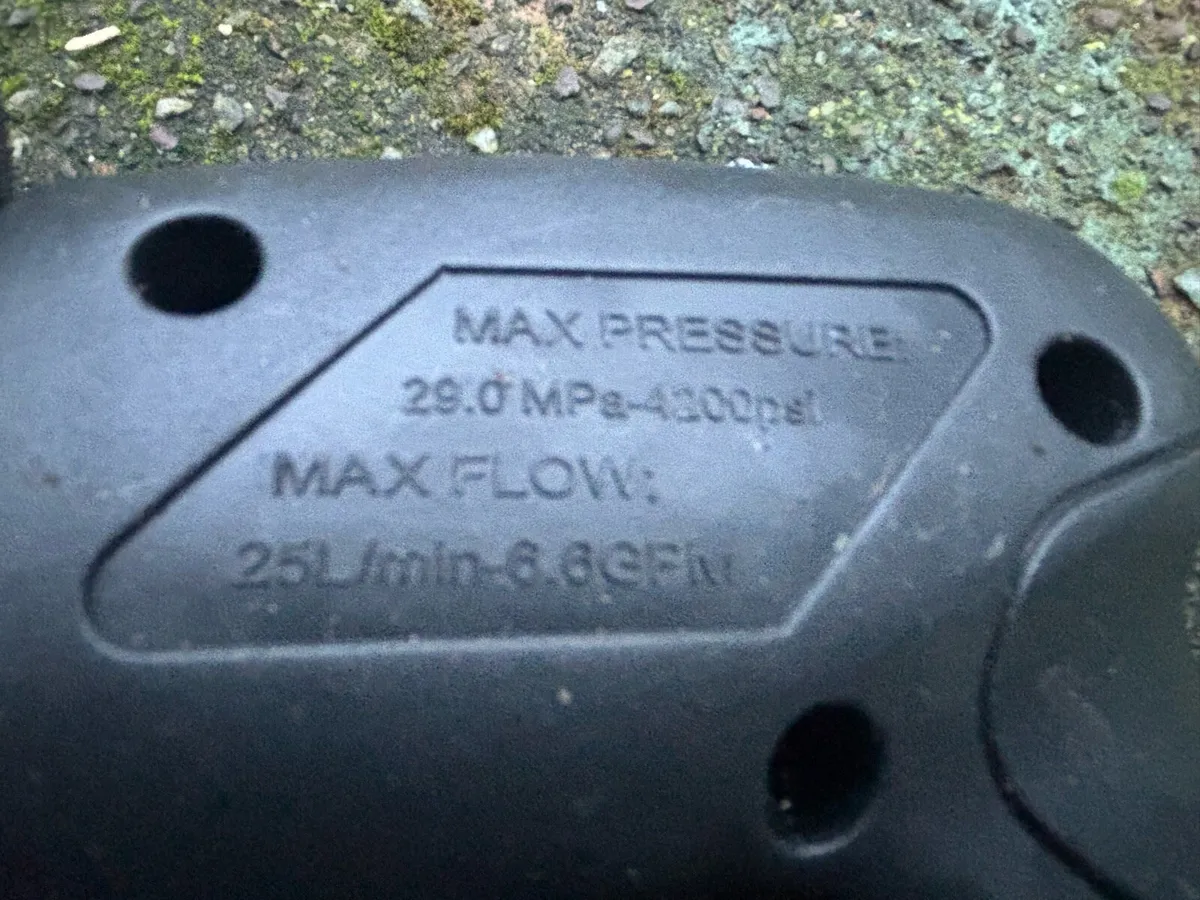 MAX PRESSURE:
29.0 MPa-4200psi
MAX FLOW:
25L/min-6.6GPM